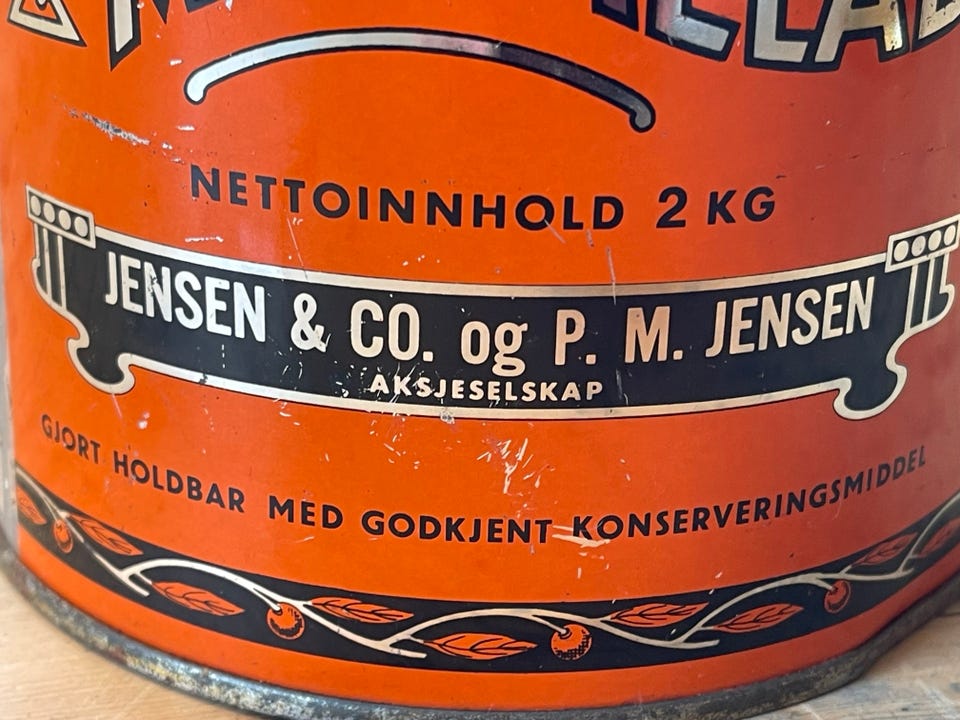 NETTOINNHOLD 2 KG
JENSEN & CO. og P. M. JENSEN
AKSJESELSKAP
GJORT HOLDBAR MED GODKJENT KONSERVERINGSMIDDEL